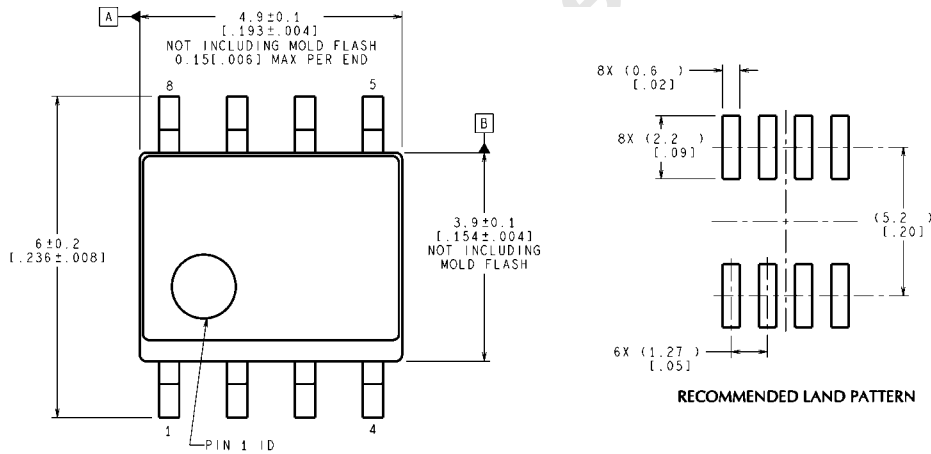 A
4.9±0.1
[.193±.004]
NOT INCLUDING MOLD FLASH
0.15[.006] MAX PER END
8
5
B
6±0.2
[.236±.008]
3.9±0.1
[.154±.004]
NOT INCLUDING
MOLD FLASH
1
4
PIN 1 ID
8X (0.6 )
[.02]
8X (2.2 )
[.09]
(5.2 )
[.20]
6X (1.27 )
[.05]
RECOMMENDED LAND PATTERN